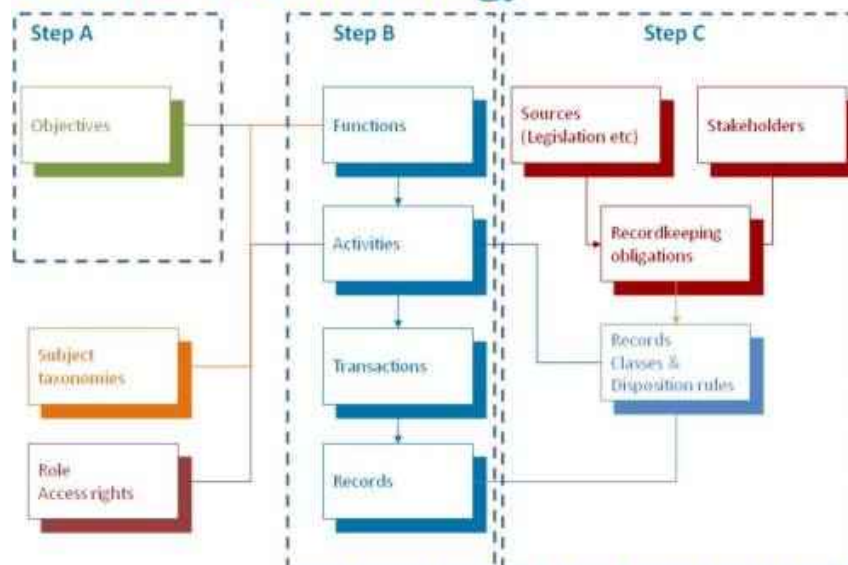 Step A
Objectives
Subject
taxonomies
Role
Access rights
Step B
Functions
Activities
Transactions
Records
Step C
Sources
(Legislation etc)
Stakeholders
Recordkeeping
obligations
Records
Classes &
Disposition rules